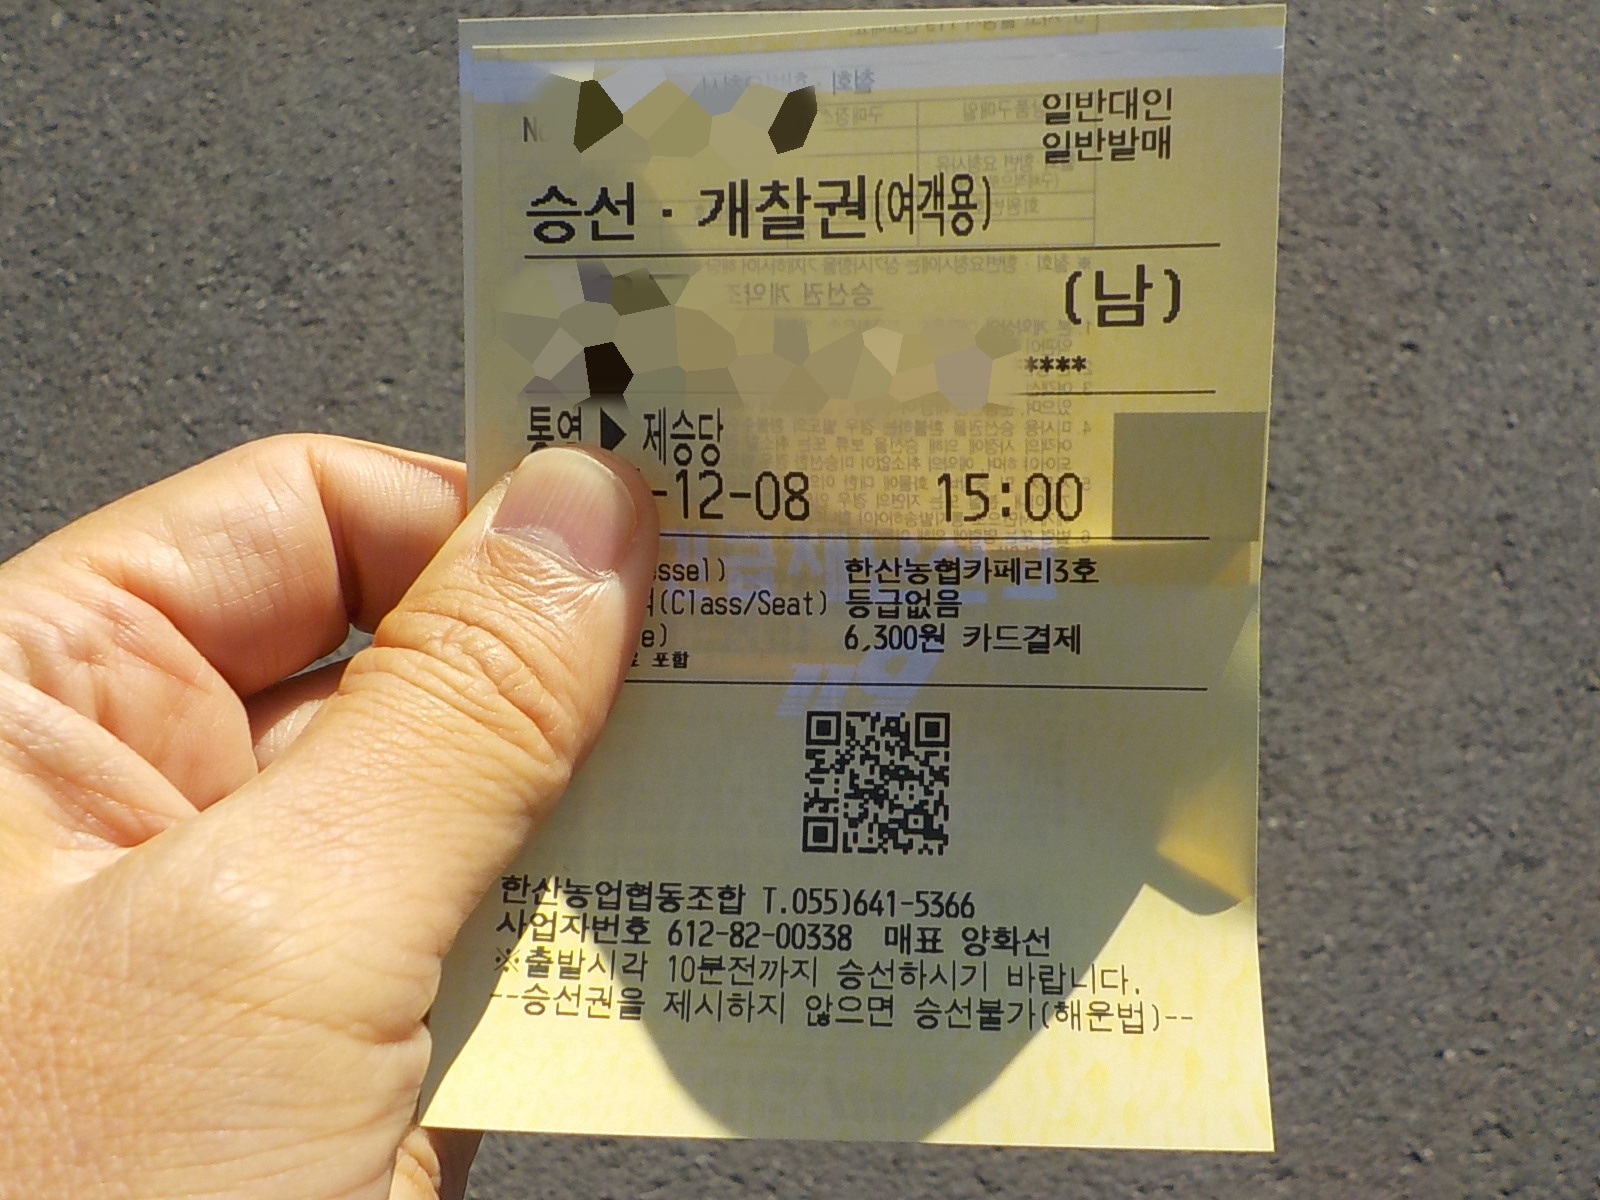 일반대인
일반발매
승선 · 개찰권(여객용)
(남)
****
통영 ▶ 제승당
-12-08 15:00
ssel) 한산농협카페리3호
(Class/Seat) 등급없음
e) 6,300원 카드결제
포함
한산농업협동조합 T.055)641-5366
사업자번호 612-82-00338 매표 양화선
※출발시각 10분전까지 승선하시기 바랍니다.
--승선권을 제시하지 않으면 승선불가(해운법)--